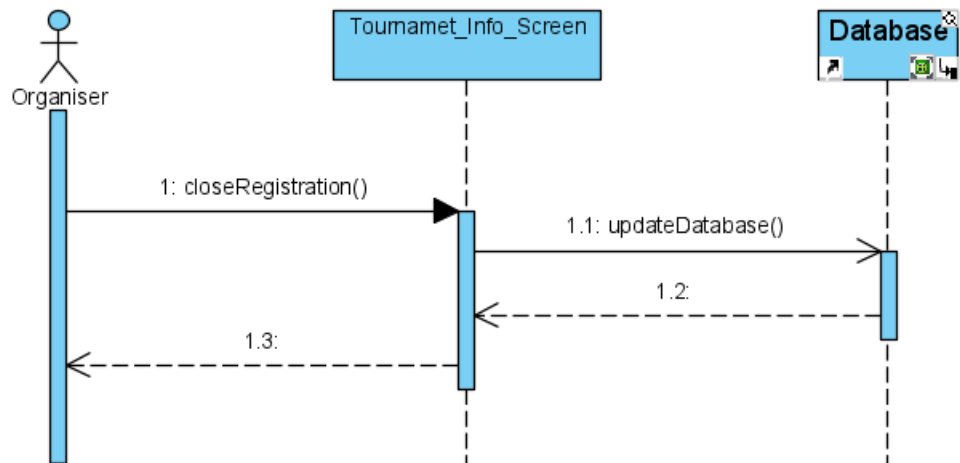 Tournamet_Info_Screen
Database
Organiser
1: closeRegistration()
1.1: updateDatabase()
1.2:
1.3: